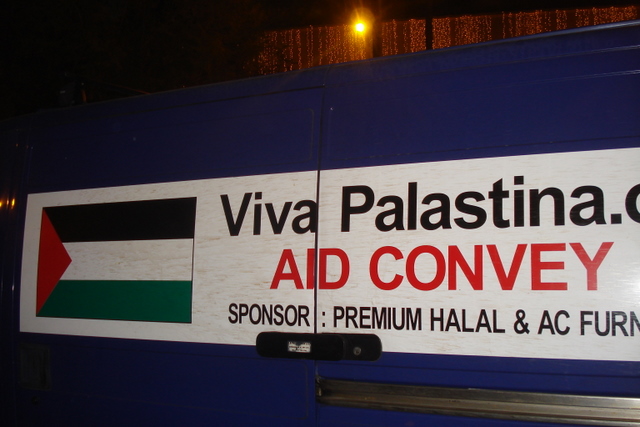 Viva Palastina.c
AID CONVEY
SPONSOR : PREMIUM HALAL & AC FURN